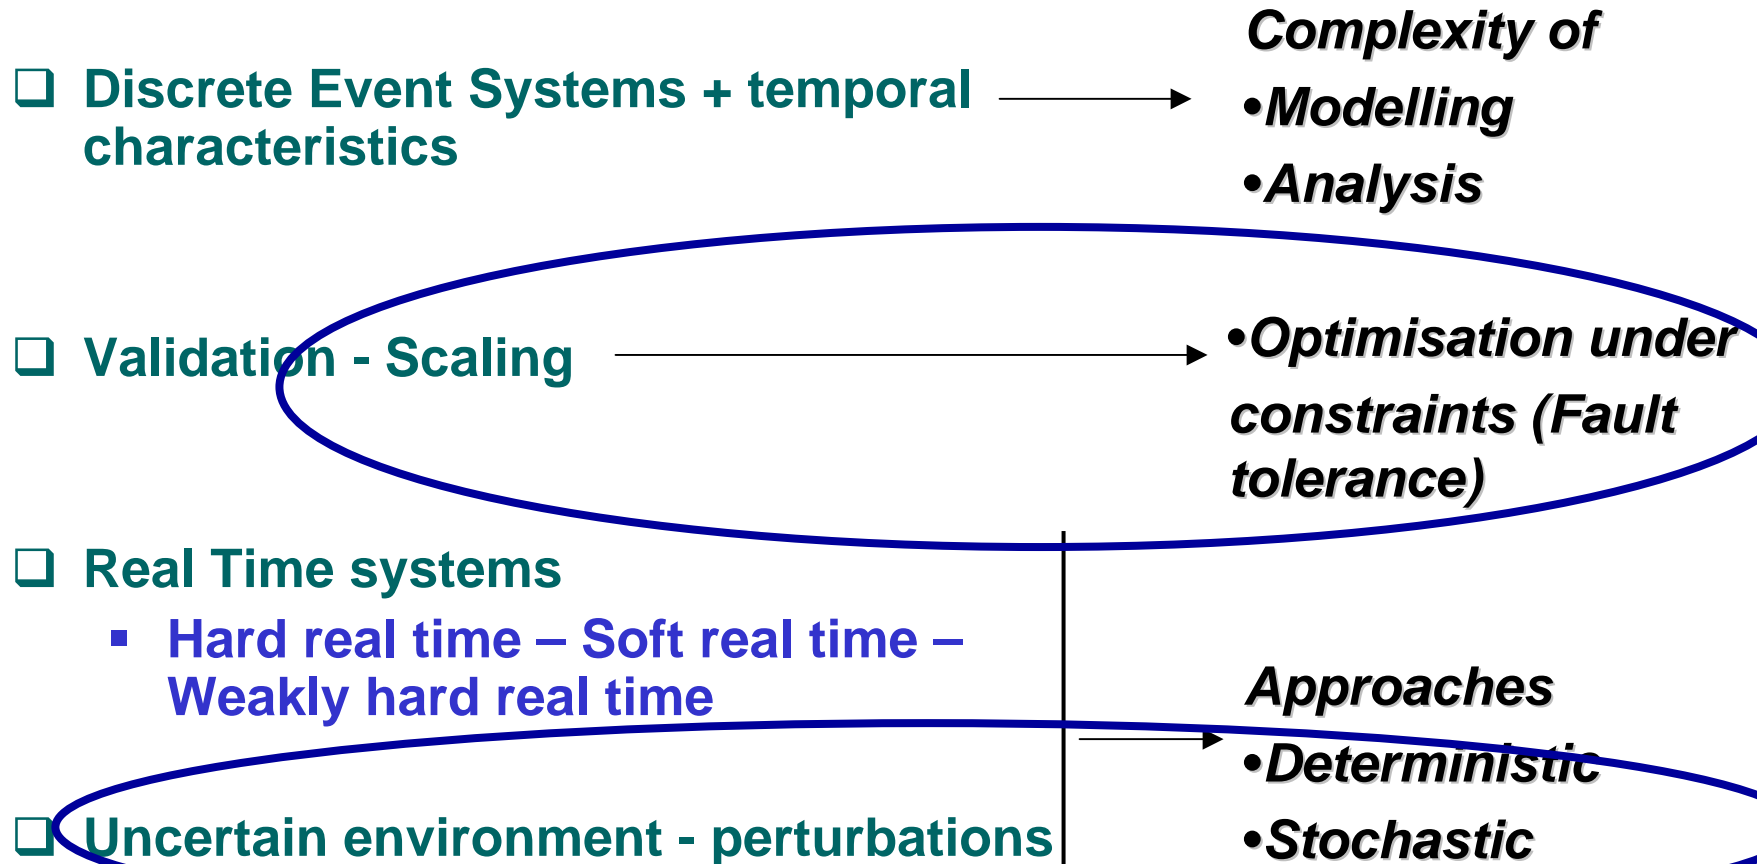 Complexity of
❑ Discrete Event Systems + temporal
characteristics
•Modelling
•Analysis
❑ Validation - Scaling
•Optimisation under
constraints (Fault
tolerance)
❑ Real Time systems
▪ Hard real time – Soft real time –
Weakly hard real time
Approaches
•Deterministic
❑ Uncertain environment - perturbations
•Stochastic